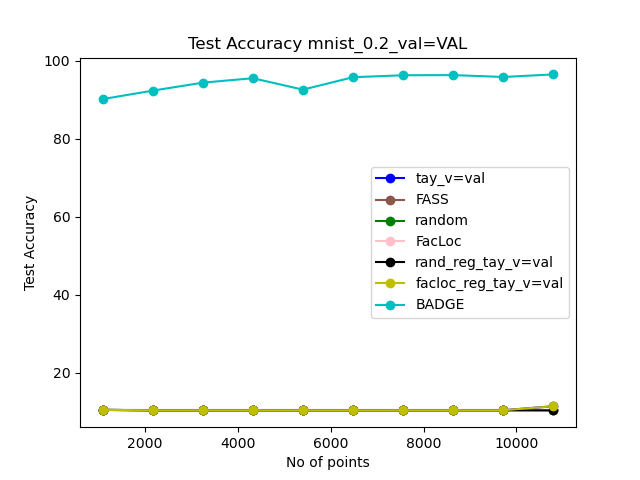 Test Accuracy mnist_0.2_val=VAL
100
80
60
40
20
Test Accuracy
tay_v=val
FASS
random
FacLoc
rand_reg_tay_v=val
facloc_reg_tay_v=val
BADGE
2000 4000 6000 8000 10000
No of points